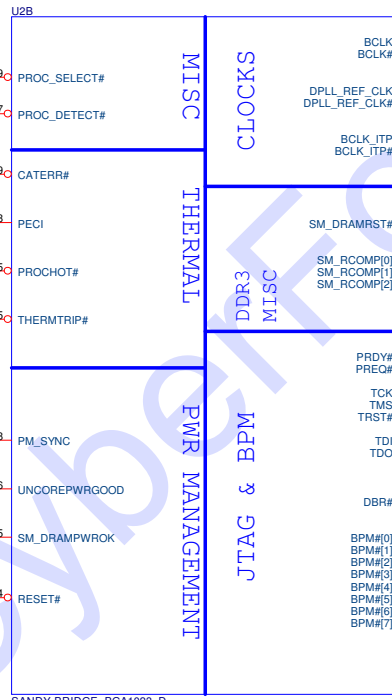 U2B
MISC
PROC_SELECT#
PROC_DETECT#
THERMAL
CATERR#
PECI
PROCHOT#
THERMTRIP#
PWR MANAGEMENT
PM_SYNC
UNCOREPWRGOOD
SM_DRAMPWROK
RESET#
CLOCKS
BCLK
BCLK#
DPLL_REF_CLK
DPLL_REF_CLK#
BCLK_ITP
BCLK_ITP#
DDR3
MISC
SM_DRAMRST#
SM_RCOMP[0]
SM_RCOMP[1]
SM_RCOMP[2]
JTAG & BPM
PRDY#
PREQ#
TCK
TMS
TRST#
TDI
TDO
DBR#
BPM#[0]
BPM#[1]
BPM#[2]
BPM#[3]
BPM#[4]
BPM#[5]
BPM#[6]
BPM#[7]